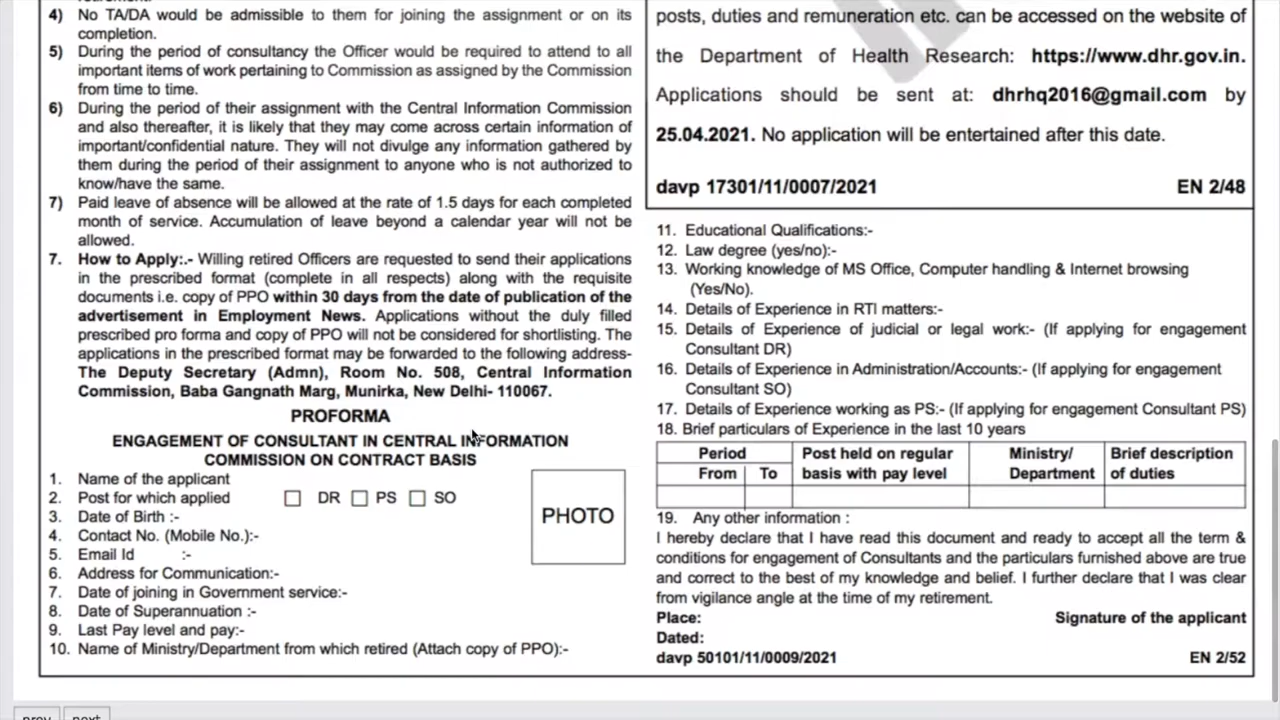 4) No TA/DA would be admissible to them for joining the assignment or on its
completion.
5) During the period of consultancy the Officer would be required to attend to all
important items of work pertaining to Commission as assigned by the Commission
from time to time.
6) During the period of their assignment with the Central Information Commission
and also thereafter, it is likely that they may come across certain information of
important/confidential nature. They will not divulge any information gathered by
them during the period of their assignment to anyone who is not authorized to
know/have the same.
7) Paid leave of absence will be allowed at the rate of 1.5 days for each completed
month of service. Accumulation of leave beyond a calendar year will not be
allowed.
7. How to Apply:.- Willing retired Officers are requested to send their applications
in the prescribed format (complete in all respects) along with the requisite
documents i.e. copy of PPO within 30 days from the date of publication of the
advertisement in Employment News. Applications without the duly filled
prescribed pro forma and copy of PPO will not be considered for shortlisting. The
applications in the prescribed format may be forwarded to the following address-
The Deputy Secretary (Admn), Room No. 508, Central Information
Commission, Baba Gangnath Marg, Munirka, New Delhi- 110067.
PROFORMA
ENGAGEMENT OF CONSULTANT IN CENTRAL INFORMATION
COMMISSION ON CONTRACT BASIS
1. Name of the applicant
2. Post for which applied DR PS SO
3. Date of Birth :-
4. Contact No. (Mobile No.):-
5. Email Id :-
6. Address for Communication:-
7. Date of joining in Government service:-
8. Date of Superannuation :-
9. Last Pay level and pay:-
10. Name of Ministry/Department from which retired (Attach copy of PPO):-
PHOTO
posts, duties and remuneration etc. can be accessed on the website of
the Department of Health Research: https://www.dhr.gov.in.
Applications should be sent at: dhrhq2016@gmail.com by
25.04.2021. No application will be entertained after this date.
davp 17301/11/0007/2021 EN 2/48
11. Educational Qualifications:-
12. Law degree (yes/no):-
13. Working knowledge of MS Office, Computer handling & Internet browsing
(Yes/No).
14. Details of Experience in RTI matters:-
15. Details of Experience of judicial or legal work:- (If applying for engagement
Consultant DR)
16. Details of Experience in Administration/Accounts:- (If applying for engagement
Consultant SO)
17. Details of Experience working as PS:- (If applying for engagement Consultant PS)
18. Brief particulars of Experience in the last 10 years
Period Post held on regular Ministry/ Brief description
From To basis with pay level Department of duties
19. Any other information :
I hereby declare that I have read this document and ready to accept all the term &
conditions for engagement of Consultants and the particulars furnished above are true
and correct to the best of my knowledge and belief. I further declare that I was clear
from vigilance angle at the time of my retirement.
Place: Signature of the applicant
Dated:
davp 50101/11/0009/2021 EN 2/52
prev next